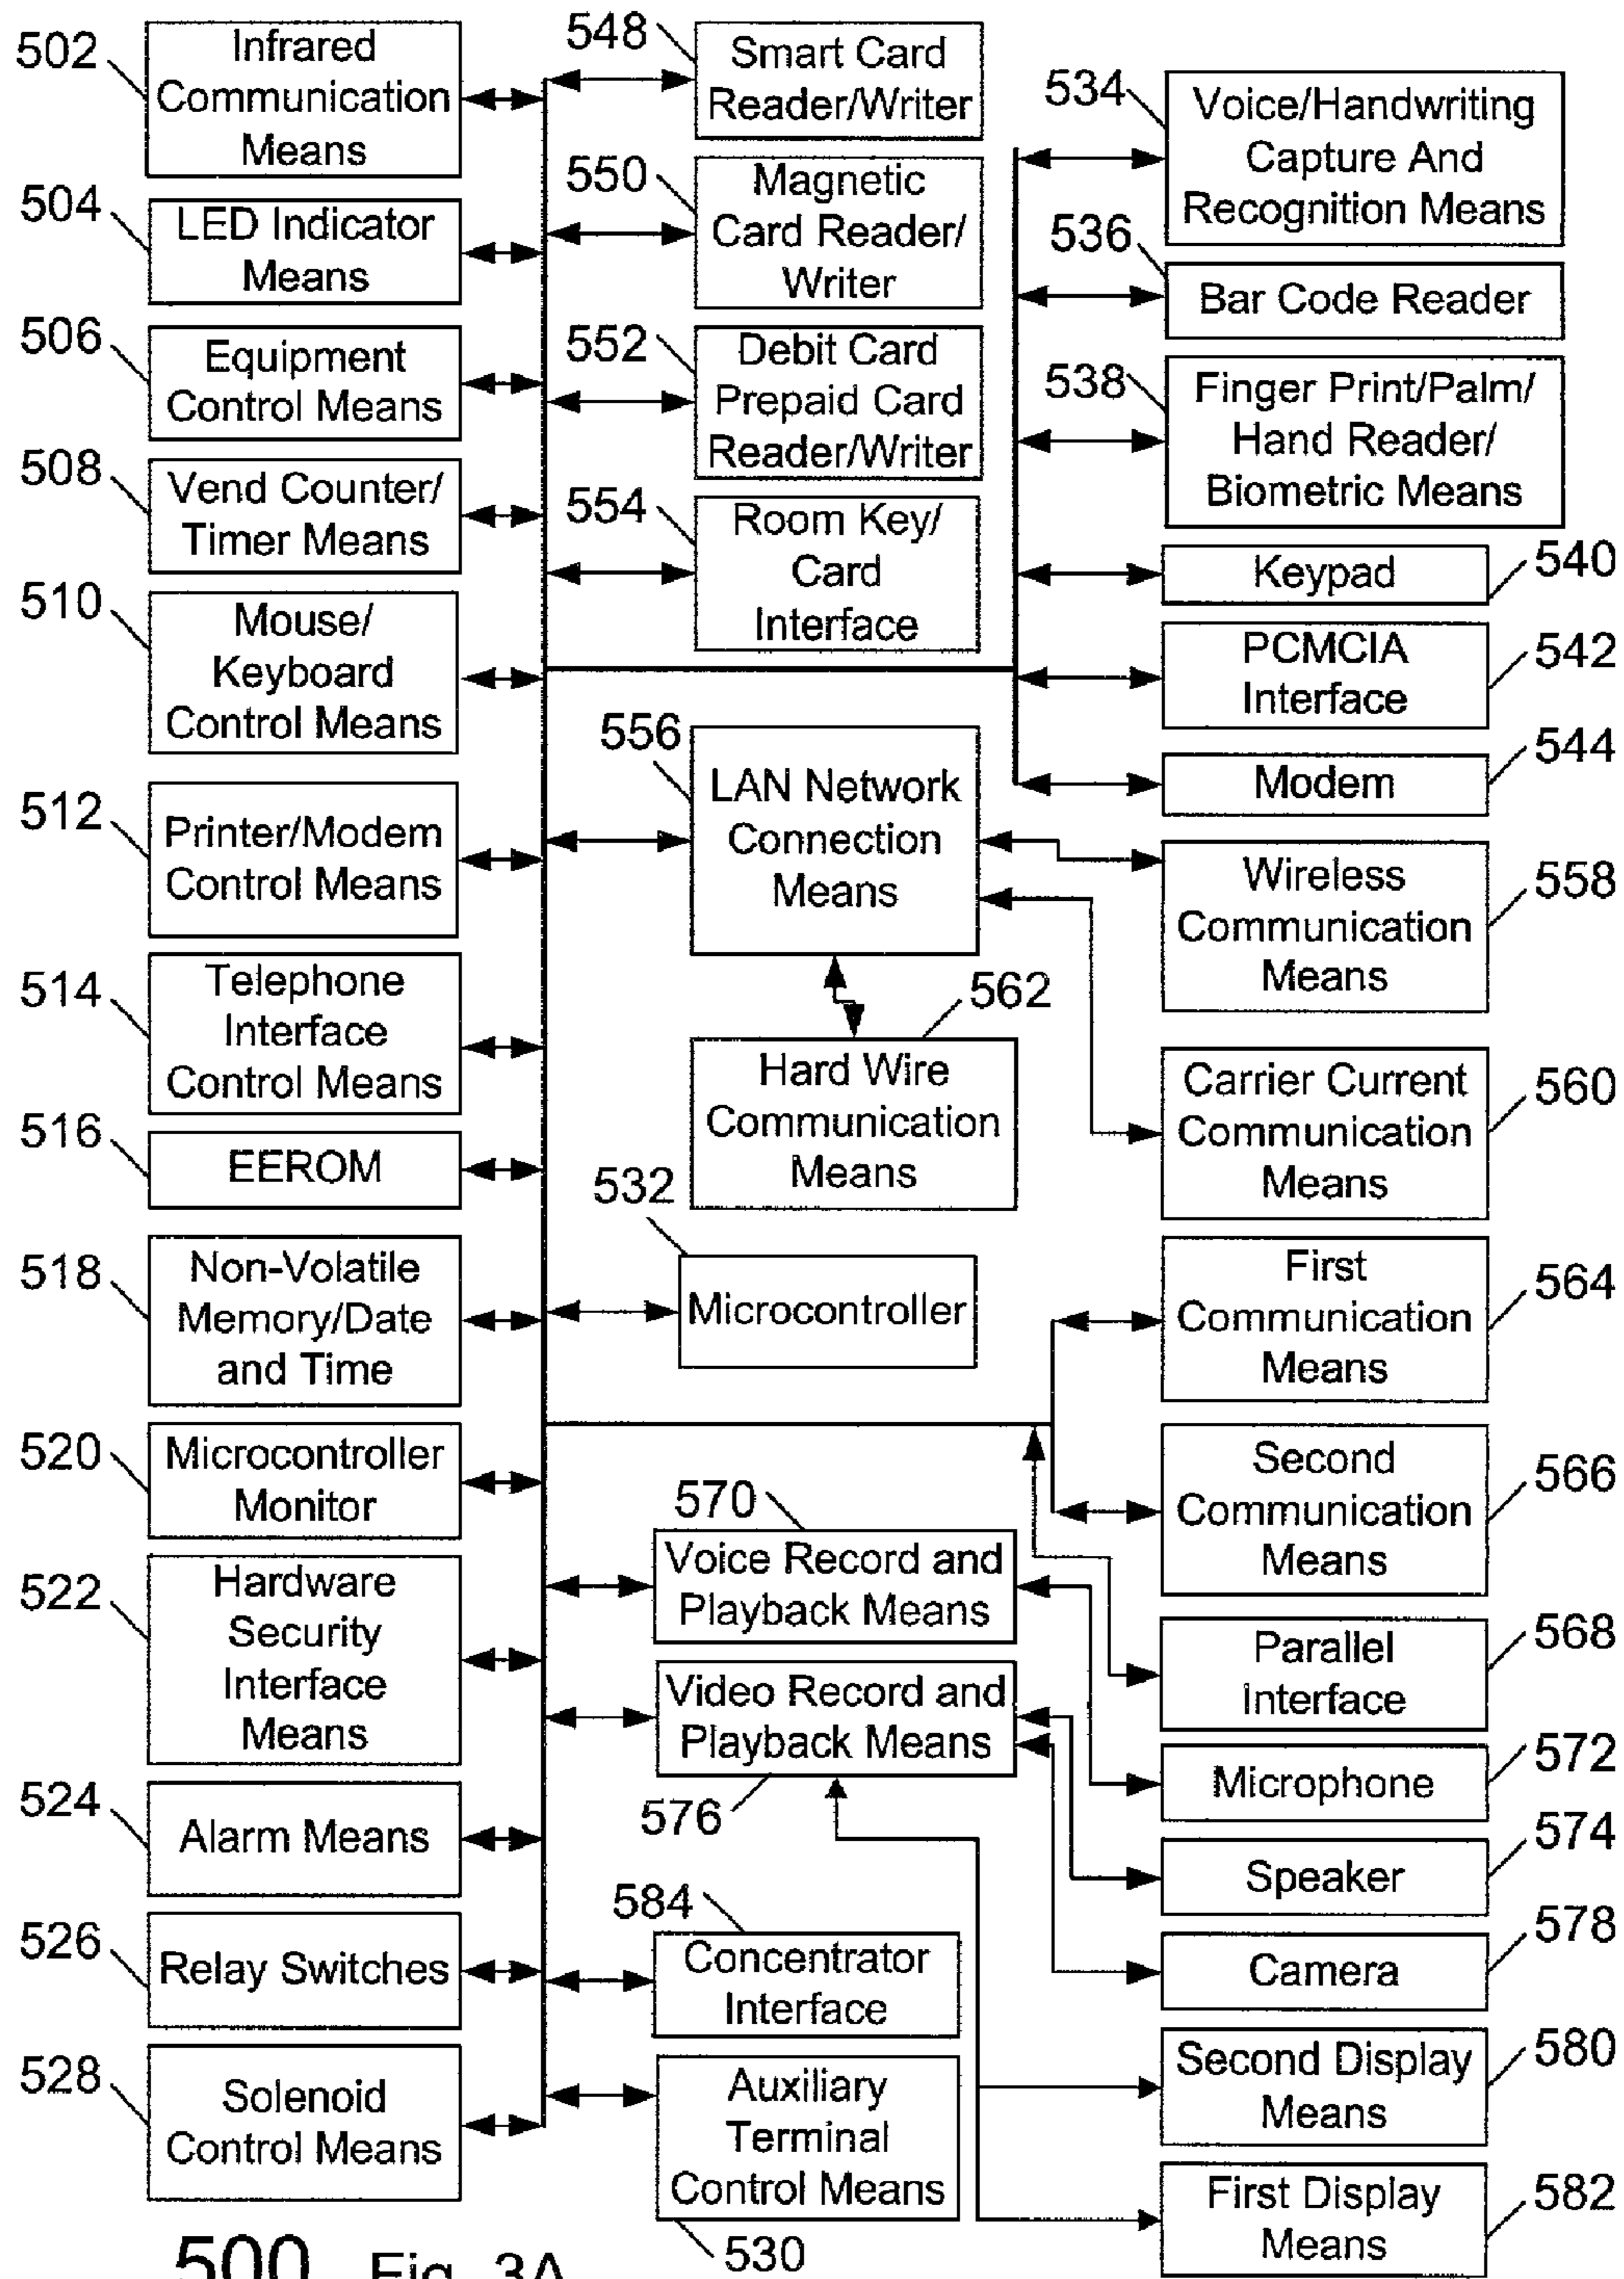 502
Infrared
Communication
Means
504
LED Indicator
Means
506
Equipment
Control Means
508
Vend Counter/
Timer Means
510
Mouse/
Keyboard
Control Means
512
Printer/Modem
Control Means
514
Telephone
Interface
Control Means
516
EEROM
518
Non-Volatile
Memory/Date
and Time
520
Microcontroller
Monitor
522
Hardware
Security
Interface
Means
524
Alarm Means
526
Relay Switches
528
Solenoid
Control Means
548
Smart Card
Reader/Writer
550
Magnetic
Card Reader/
Writer
552
Debit Card
Prepaid Card
Reader/Writer
554
Room Key/
Card
Interface
556
LAN Network
Connection
Means
562
Hard Wire
Communication
Means
532
Microcontroller
570
Voice Record and
Playback Means
Video Record and
Playback Means
576
584
Concentrator
Interface
Auxiliary
Terminal
Control Means
530
534
Voice/Handwriting
Capture And
Recognition Means
536
Bar Code Reader
538
Finger Print/Palm/
Hand Reader/
Biometric Means
Keypad
540
PCMCIA
Interface
542
Modem
544
Wireless
Communication
Means
558
Carrier Current
Communication
Means
560
First
Communication
Means
564
Second
Communication
Means
566
Parallel
Interface
568
Microphone
572
Speaker
574
Camera
578
Second Display
Means
580
First Display
Means
582
500 Fig. 3A